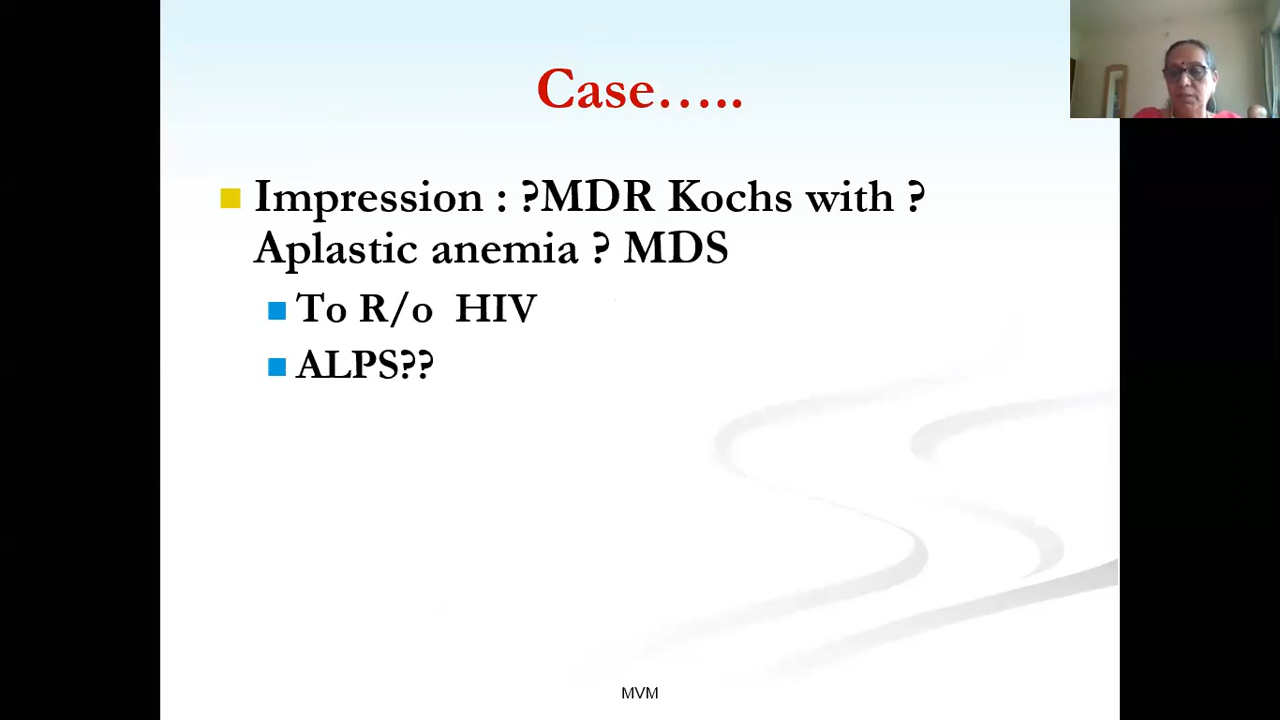 Case…..
Impression : ?MDR Kochs with ?
Aplastic anemia ? MDS
To R/o HIV
ALPS??
MVM